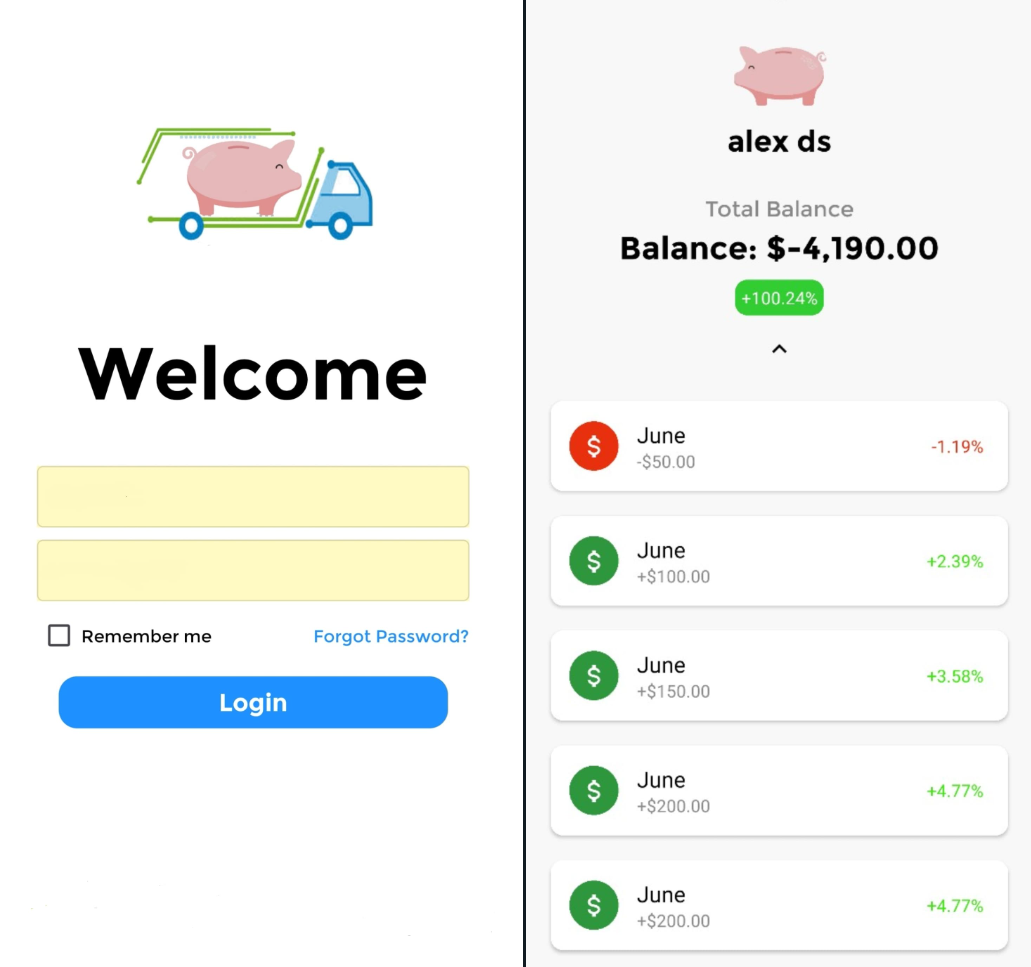 Welcome
Remember me
Forgot Password?
Login
alex ds
Total Balance
Balance: $-4,190.00
+100.24%
$
June
-$50.00
-1.19%
$
June
+$100.00
+2.39%
$
June
+$150.00
+3.58%
$
June
+$200.00
+4.77%
$
June
+$200.00
+4.77%